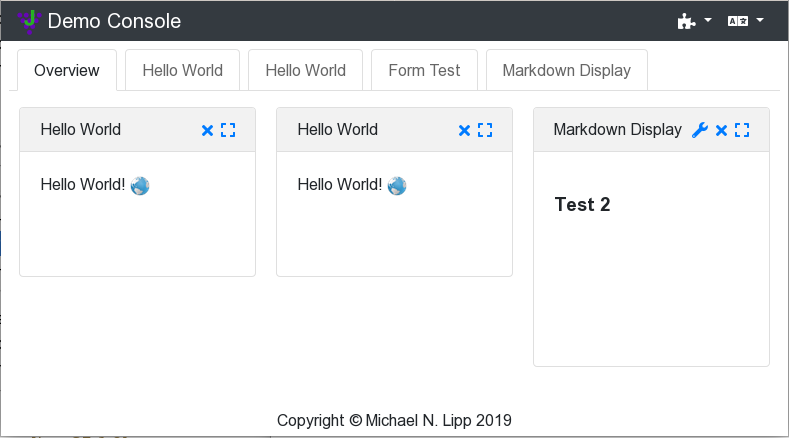 Demo Console
Overview
Hello World
Hello World
Form Test
Markdown Display
Hello World
Hello World
Markdown Display
Hello World!
Hello World!
Test 2
Copyright © Michael N. Lipp 2019